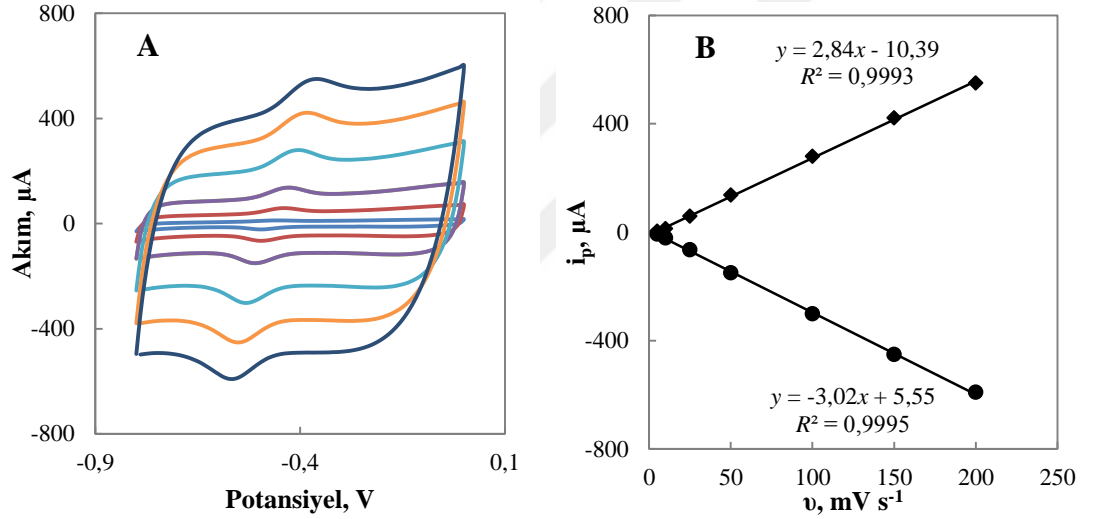 A
800
400
0
-400
-800
Akım, µA
-0,9
-0,4
0,1
Potansiyel, V
B
y = 2,84x - 10,39
R² = 0,9993
800
400
0
-400
-800
iₚ, µA
y = -3,02x + 5,55
R² = 0,9995
0
50
100
150
200
250
υ, mV s⁻¹